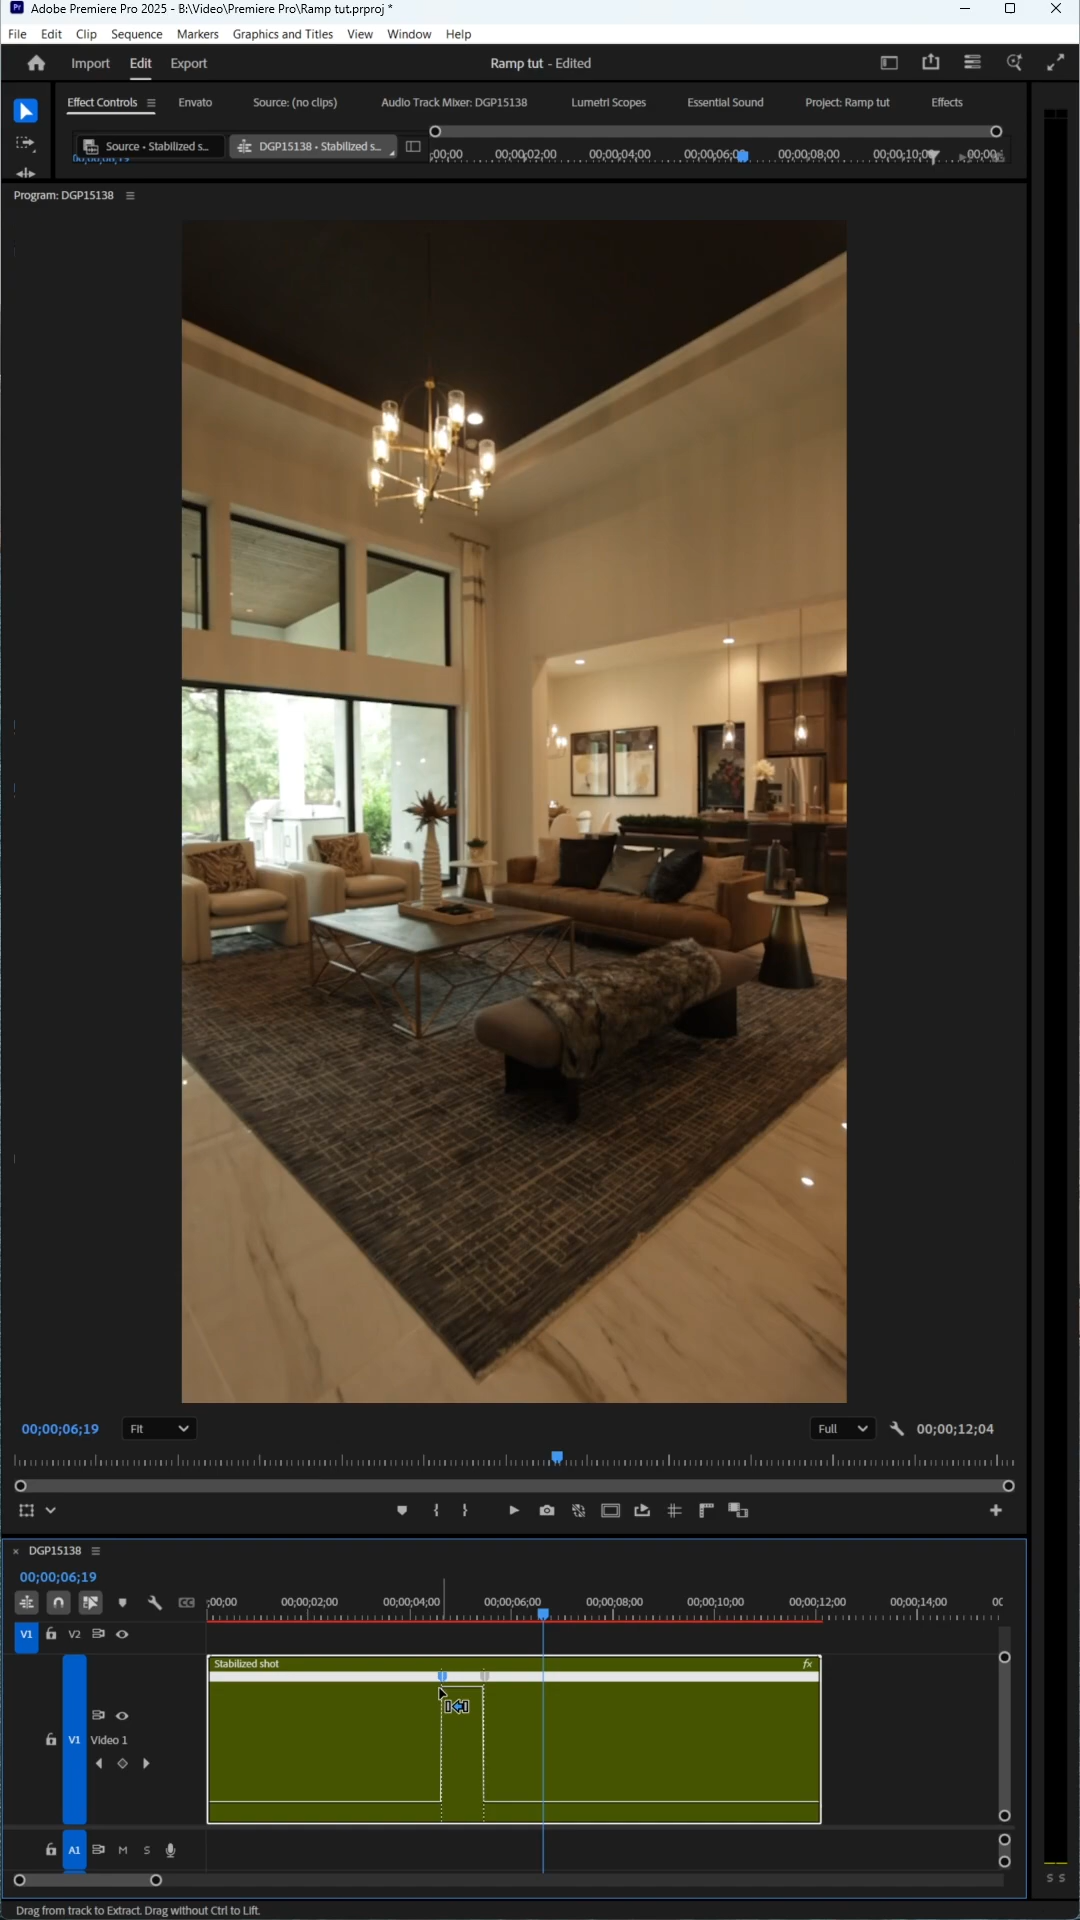 Adobe Premiere Pro 2025 - B:\Video\Premiere Pro\Ramp tut.prproj *
File Edit Clip Sequence Markers Graphics and Titles View Window Help
Import Edit Export Ramp tut - Edited
Effect Controls Envato Source: (no clips) Audio Track Mixer: DGP15138 Lumetri Scopes Essential Sound Project: Ramp tut Effects
Source • Stabilized s... DGP15138 • Stabilized s... ;00;00 00;00;02;00 00;00;04;00 00;00;06;00 00;00;08;00 00;00;10;00 00;00;
Program: DGP15138
00;00;06;19 Fit Full 00;00;12;04
DGP15138
00;00;06;19
CC ;00;00 00;00;02;00 00;00;04;00 00;00;06;00 00;00;08;00 00;00;10;00 00;00;12;00 00;00;14;00 00
V1 V2
Stabilized shot fx
V1 Video 1
A1 M S
S S
Drag from track to Extract. Drag without Ctrl to Lift.